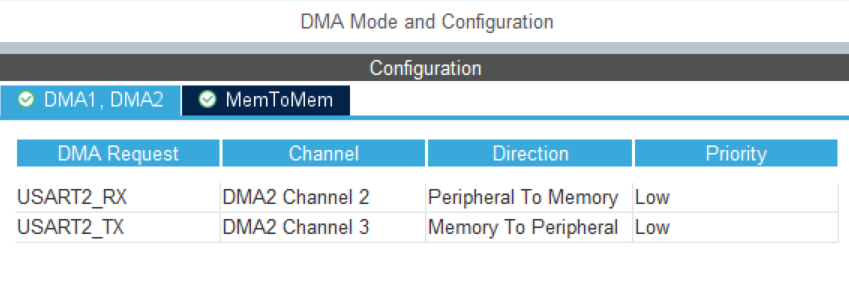 DMA Mode and Configuration
Configuration
DMA1, DMA2 MemToMem
DMA Request Channel Direction Priority
USART2_RX DMA2 Channel 2 Peripheral To Memory Low
USART2_TX DMA2 Channel 3 Memory To Peripheral Low